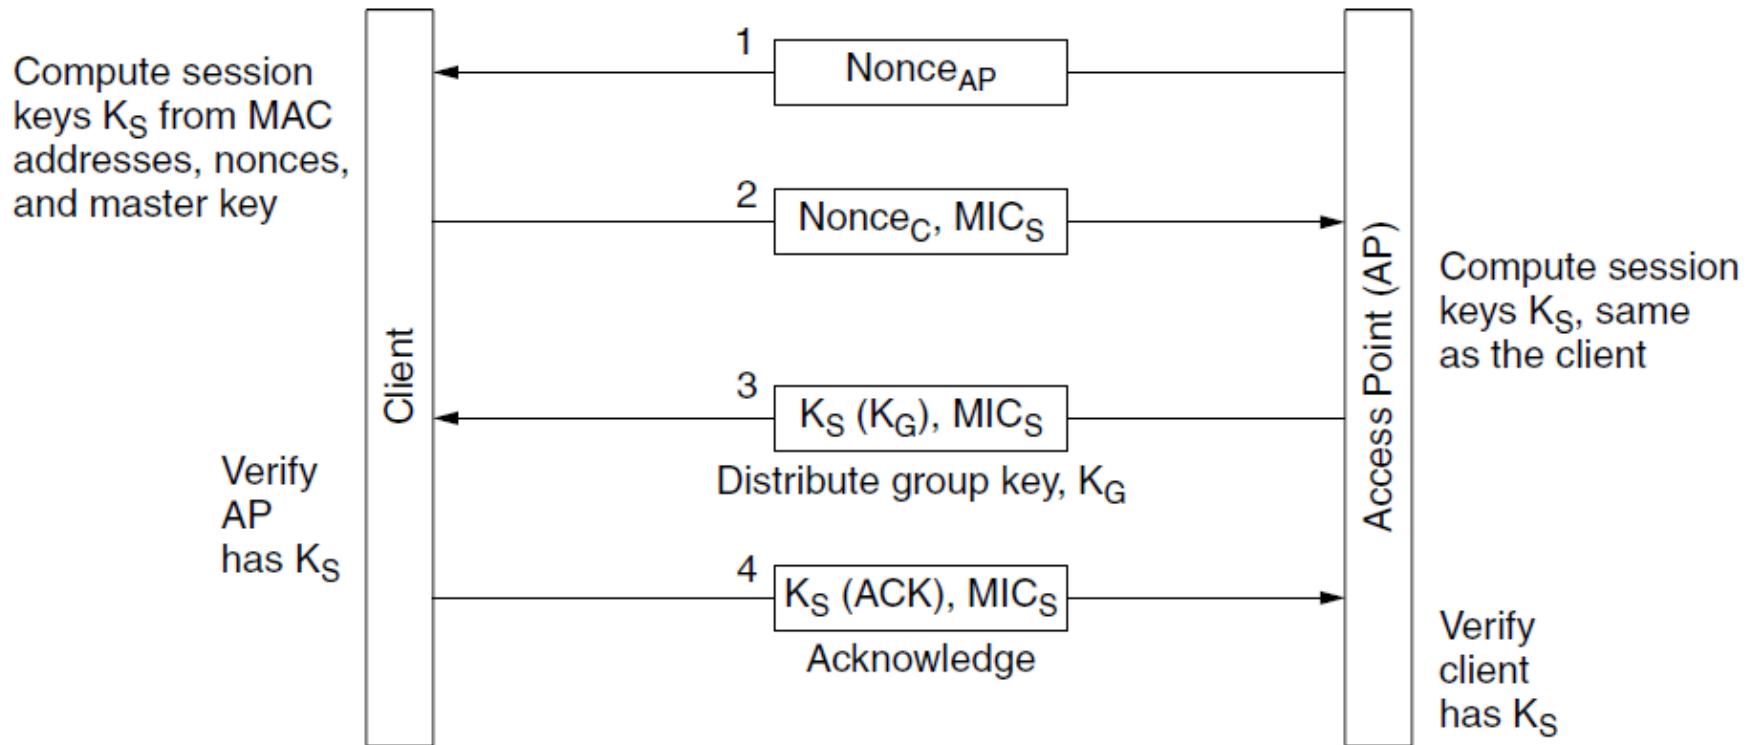 1
Nonce_AP
Compute session
keys K_S from MAC
addresses, nonces,
and master key
2
Nonce_C, MIC_S
Compute session
keys K_S, same
as the client
Client
Access Point (AP)
3
K_S (K_G), MIC_S
Distribute group key, K_G
Verify
AP
has K_S
4
K_S (ACK), MIC_S
Acknowledge
Verify
client
has K_S